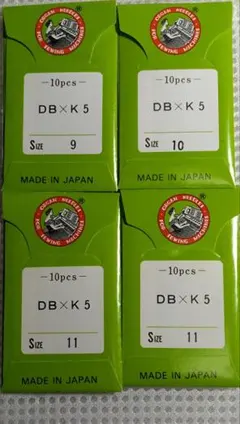 ORGAN NEEDLES
FOR SEWING MACHINES
®
-10pcs-
DB×K5
SIZE 9
MADE IN JAPAN
ORGAN NEEDLES
FOR SEWING MACHINES
®
-10pcs-
DB×K5
SIZE 10
MADE IN JAPAN
ORGAN NEEDLES
FOR SEWING MACHINES
®
-10pcs-
DB×K5
SIZE 11
MADE IN JAPAN
ORGAN NEEDLES
FOR SEWING MACHINES
®
-10pcs-
DB×K5
SIZE 11
MADE IN JAPAN